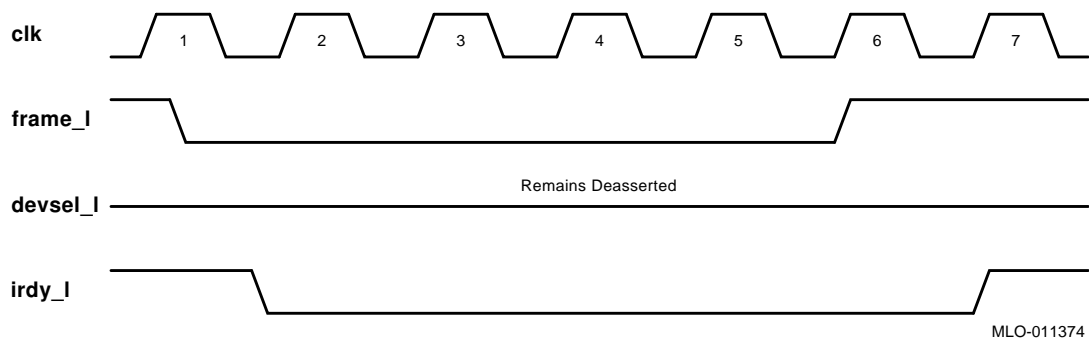 clk 1 2 3 4 5 6 7
frame_l
Remains Deasserted
devsel_l
irdy_l
MLO-011374